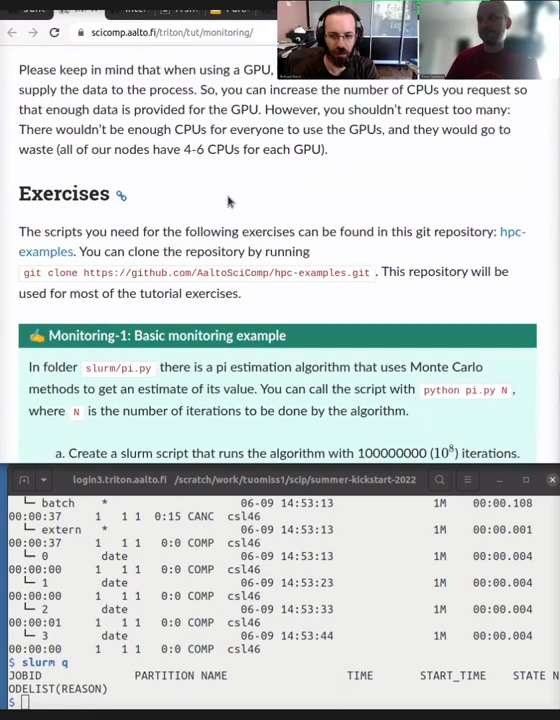 scicomp.aalto.fi/triton/tut/monitoring/
Please keep in mind that when using a GPU,
supply the data to the process. So, you can increase the number of CPUs you request so
that enough data is provided for the GPU. However, you shouldn't request too many:
There wouldn't be enough CPUs for everyone to use the GPUs, and they would go to
waste (all of our nodes have 4-6 CPUs for each GPU).
Exercises
The scripts you need for the following exercises can be found in this git repository: hpc-
examples. You can clone the repository by running
git clone https://github.com/AaltoSciComp/hpc-examples.git . This repository will be
used for most of the tutorial exercises.
Monitoring-1: Basic monitoring example
In folder slurm/pi.py there is a pi estimation algorithm that uses Monte Carlo
methods to get an estimate of its value. You can call the script with python pi.py N ,
where N is the number of iterations to be done by the algorithm.
a. Create a slurm script that runs the algorithm with 100000000 (10⁸) iterations.
login3.triton.aalto.fi /scratch/work/tuomiss1/scip/summer-kickstart-2022
└─ batch * 06-09 14:53:13 1M 00:00.108
00:00:37 1 1 1 0:15 CANC csl46
└─ extern * 06-09 14:53:13 1M 00:00.001
00:00:37 1 1 1 0:0 COMP csl46
└─ 0 date 06-09 14:53:13 1M 00:00.004
00:00:00 1 1 1 0:0 COMP csl46
└─ 1 date 06-09 14:53:23 1M 00:00.004
00:00:00 1 1 1 0:0 COMP csl46
└─ 2 date 06-09 14:53:33 1M 00:00.004
00:00:01 1 1 1 0:0 COMP csl46
└─ 3 date 06-09 14:53:44 1M 00:00.004
00:00:00 1 1 1 0:0 COMP csl46
$ slurm q
JOBID PARTITION NAME TIME START_TIME STATE N
ODELIST(REASON)
$